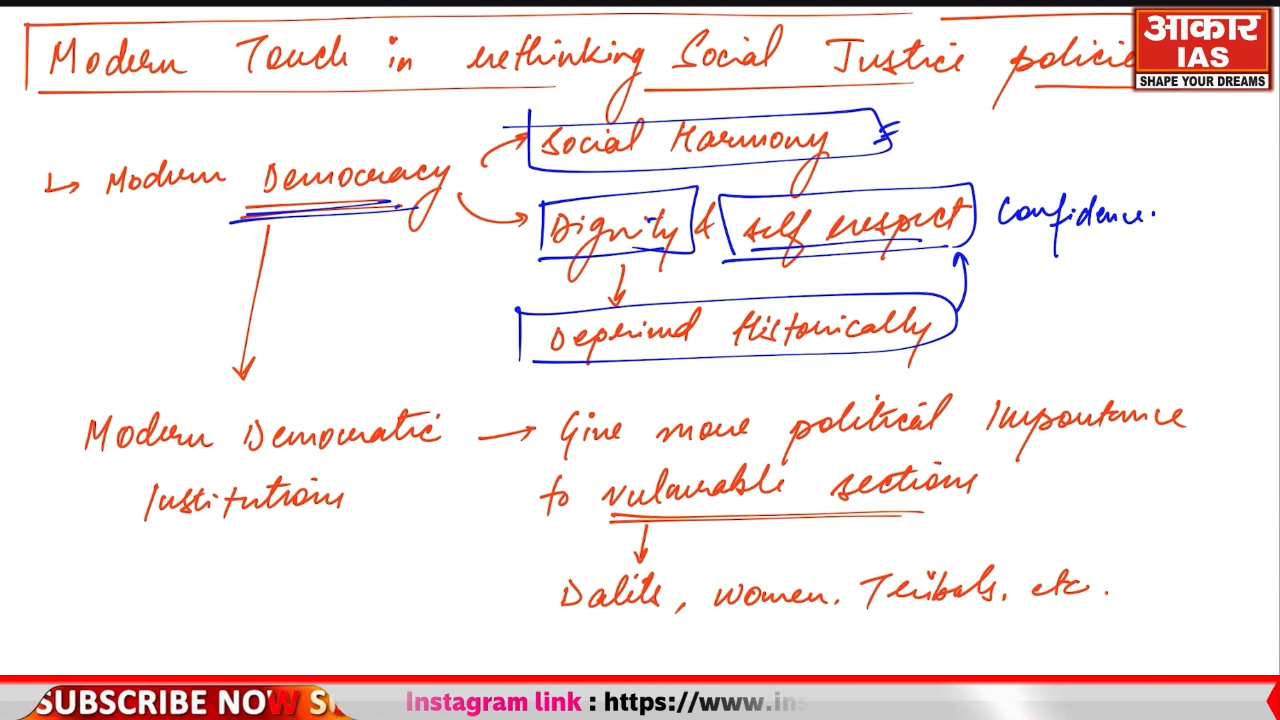 Modern Touch in rethinking Social Justice policie
आकार
IAS
SHAPE YOUR DREAMS
Social Harmony
↳ Modern Democracy
Dignity & self respect Confidence.
Deprived Historically
Modern Democratic → Give more political Importance
Institutions to vulnerable sections
Dalits, women. Tribals, etc.
SUBSCRIBE NOW S
Instagram link : https://www.ins